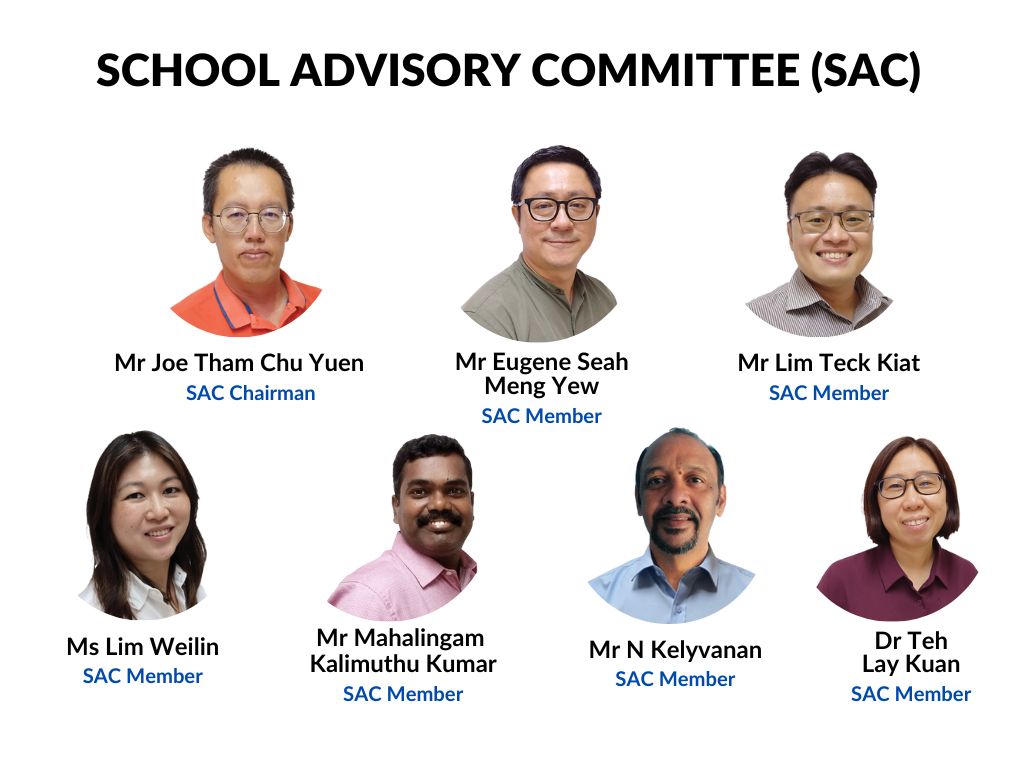 SCHOOL ADVISORY COMMITTEE (SAC)
Mr Joe Tham Chu Yuen
SAC Chairman
Mr Eugene Seah
Meng Yew
SAC Member
Mr Lim Teck Kiat
SAC Member
Ms Lim Weilin
SAC Member
Mr Mahalingam
Kalimuthu Kumar
SAC Member
Mr N Kelyvanan
SAC Member
Dr Teh
Lay Kuan
SAC Member